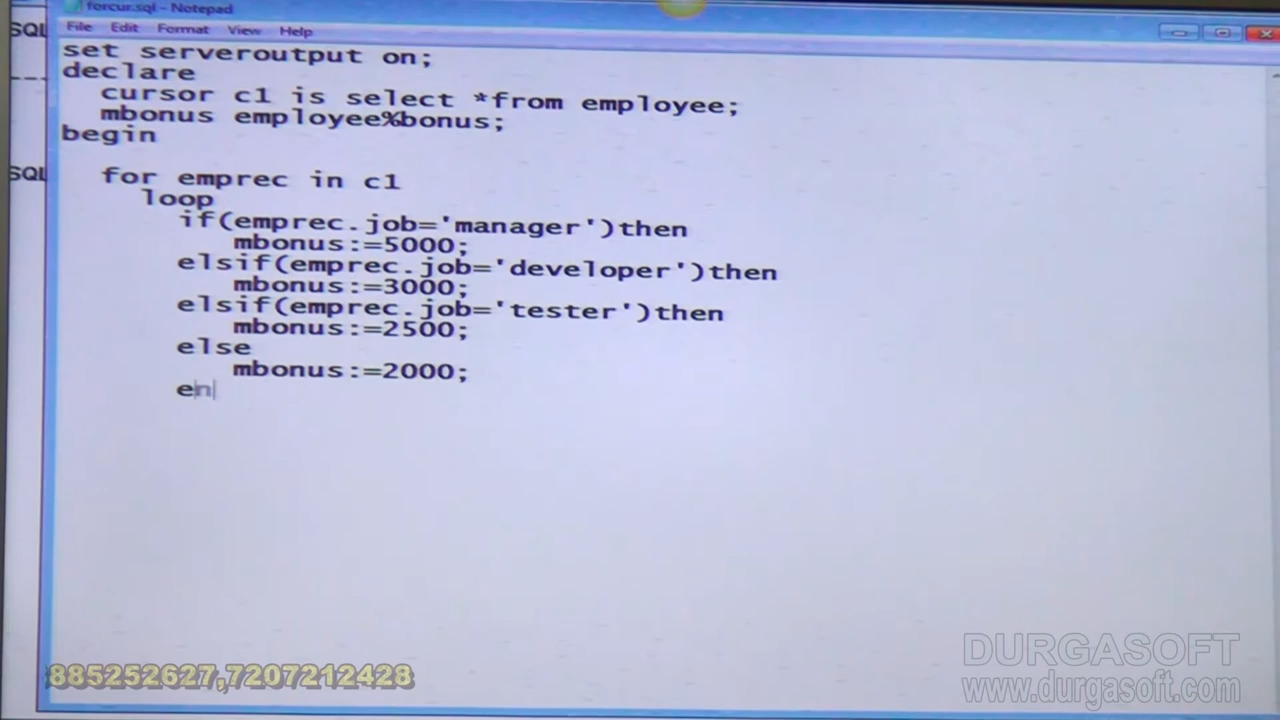 forcur.sql - Notepad
File Edit Format View Help
SQL
set serveroutput on;
declare
cursor c1 is select *from employee;
mbonus employee%bonus;
begin
SQL
for emprec in c1
loop
if(emprec.job='manager')then
mbonus:=5000;
elsif(emprec.job='developer')then
mbonus:=3000;
elsif(emprec.job='tester')then
mbonus:=2500;
else
mbonus:=2000;
en
885252627,7207212428
DURGASOFT
www.durgasoft.com